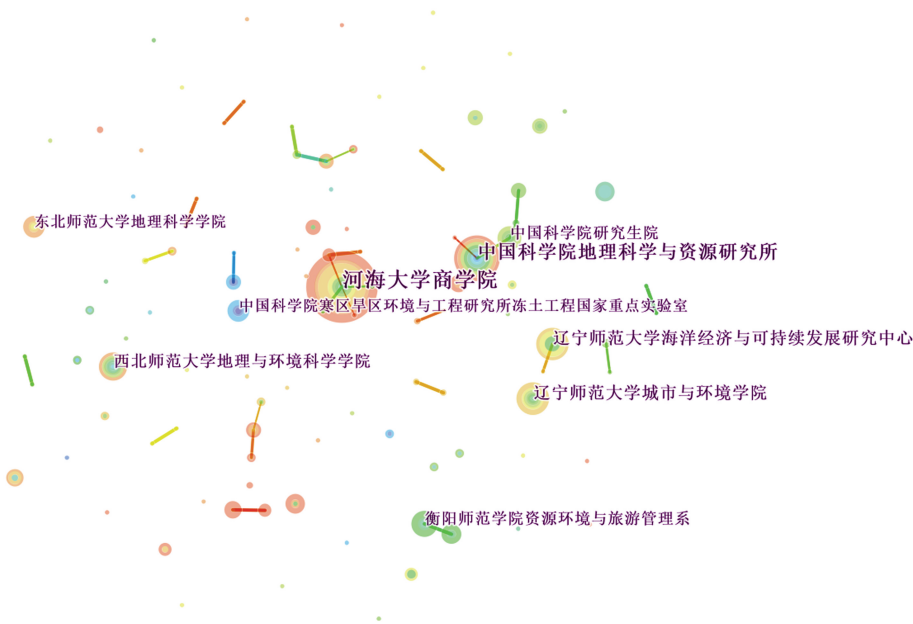 东北师范大学地理科学学院
中国科学院研究生院
中国科学院地理科学与资源研究所
河海大学商学院
中国科学院寒区旱区环境与工程研究所冻土工程国家重点实验室
辽宁师范大学海洋经济与可持续发展研究中心
西北师范大学地理与环境科学学院
辽宁师范大学城市与环境学院
衡阳师范学院资源环境与旅游管理系